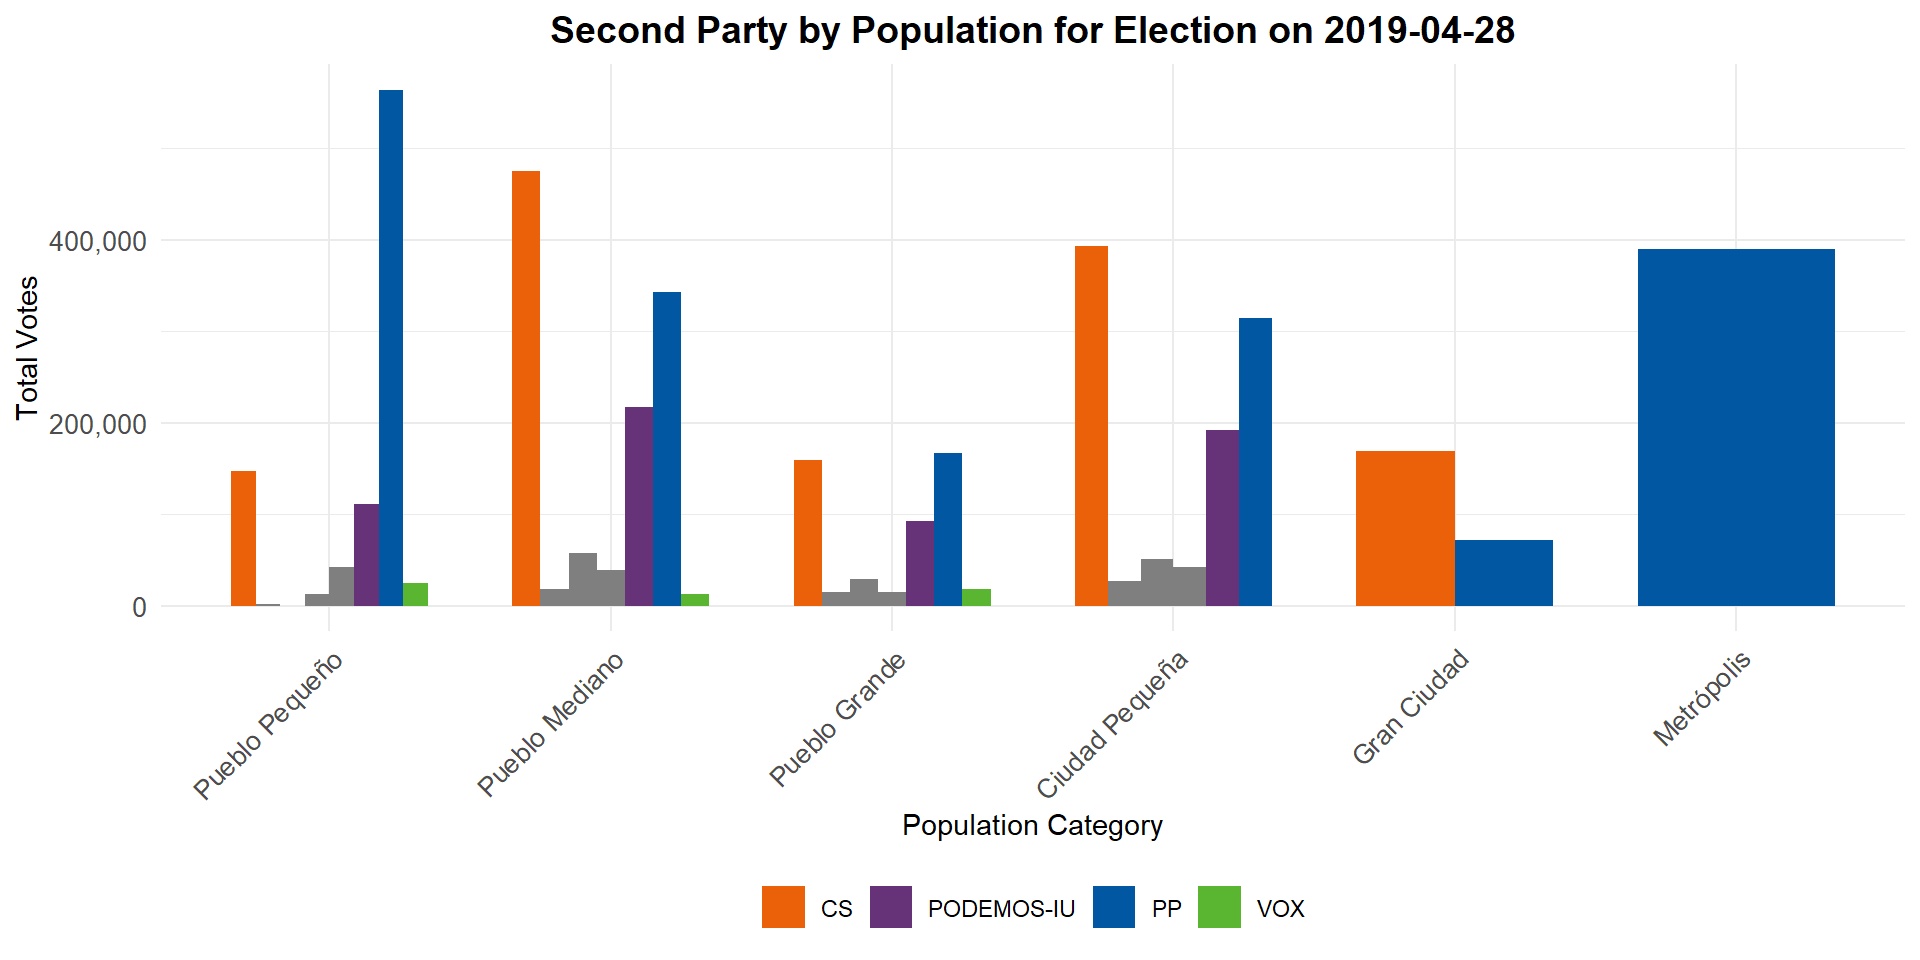 Second Party by Population for Election on 2019-04-28
Total Votes
400,000
200,000
0
Pueblo Pequeño
Pueblo Mediano
Pueblo Grande
Ciudad Pequeña
Gran Ciudad
Metrópolis
Population Category
CS PODEMOS-IU PP VOX